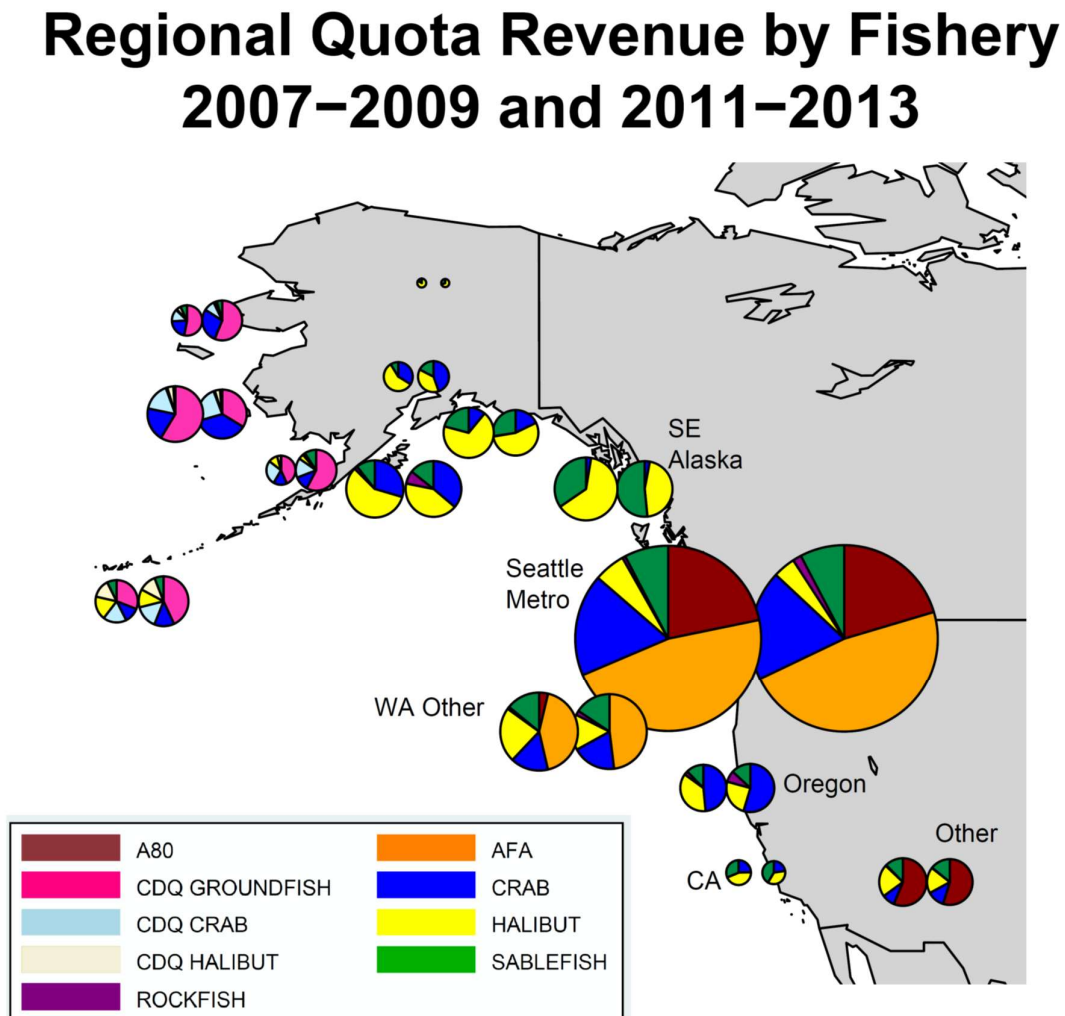 Regional Quota Revenue by Fishery
2007−2009 and 2011−2013
SE
Alaska
Seattle
Metro
WA Other
Oregon
Other
CA
A80
CDQ GROUNDFISH
CDQ CRAB
CDQ HALIBUT
ROCKFISH
AFA
CRAB
HALIBUT
SABLEFISH